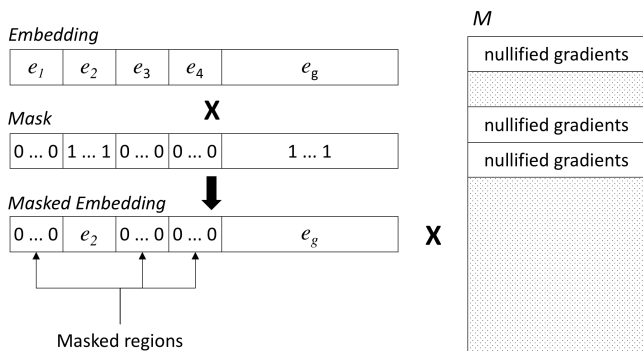 Embedding
e1 e2 e3 e4 eg
X
Mask
0 ... 0 1 ... 1 0 ... 0 0 ... 0 1 ... 1
Masked Embedding
0 ... 0 e2 0 ... 0 0 ... 0 eg
Masked regions
X
M
nullified gradients
nullified gradients
nullified gradients